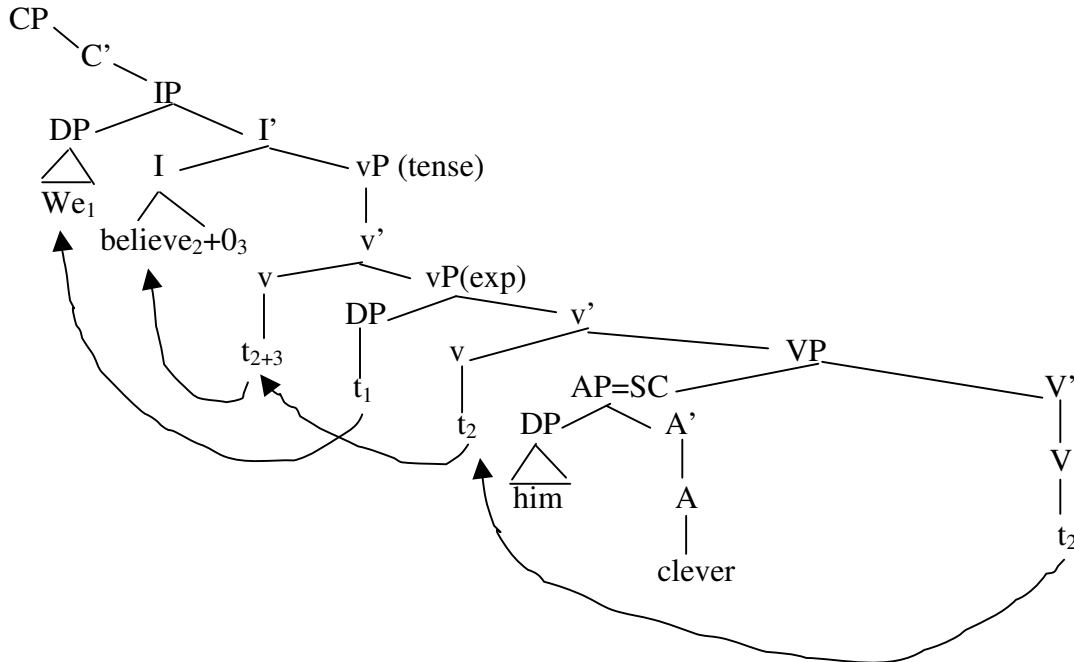 CP
C’
IP
DP I’
I vP (tense)
We₁
believe₂+0₃ v’
v vP(exp)
DP v’
t₂₊₃ v VP
t₁ AP=SC V’
t₂ DP A’
V
him A
t₂
clever